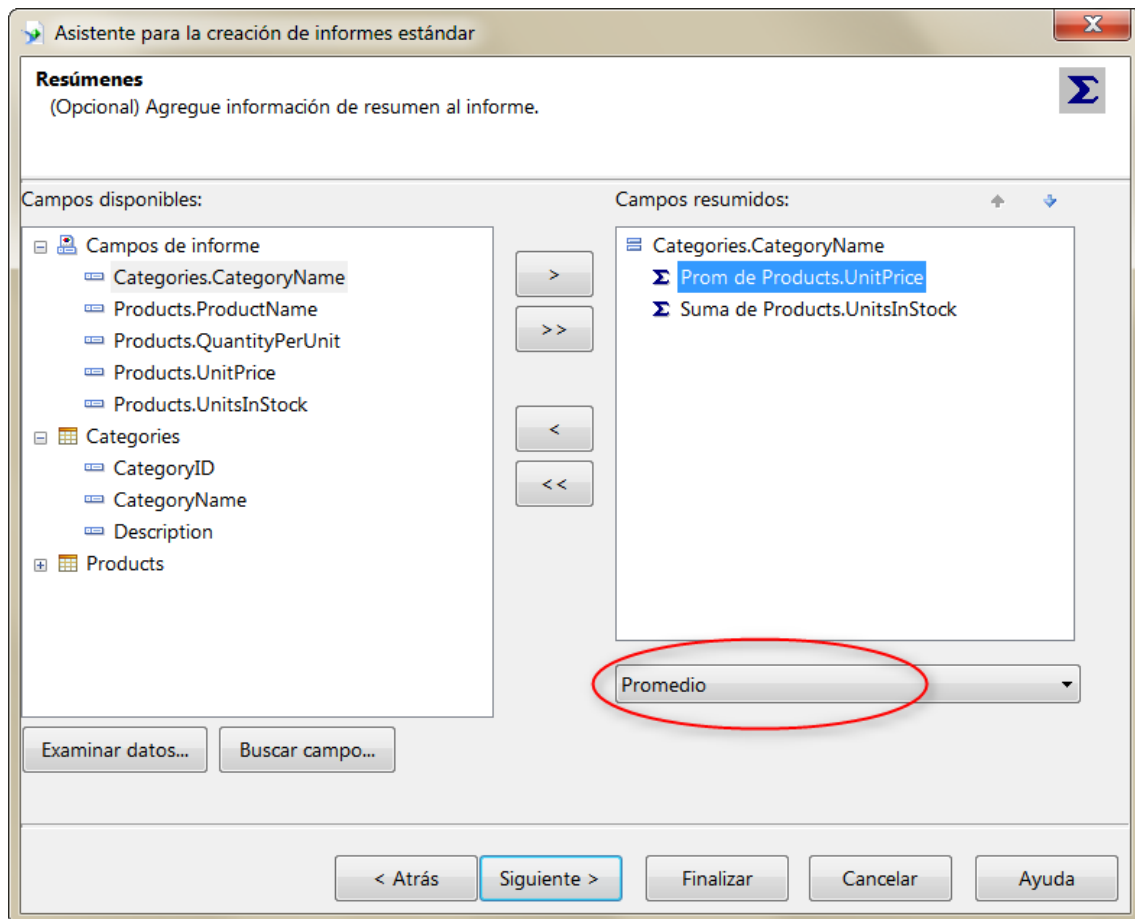 Asistente para la creación de informes estándar
Resúmenes
(Opcional) Agregue información de resumen al informe.
Campos disponibles:
Campos de informe
Categories.CategoryName
Products.ProductName
Products.QuantityPerUnit
Products.UnitPrice
Products.UnitsInStock
Categories
CategoryID
CategoryName
Description
Products
Examinar datos...
Buscar campo...
>
>>
<
<<
Campos resumidos:
Categories.CategoryName
Σ Prom de Products.UnitPrice
Σ Suma de Products.UnitsInStock
Promedio
< Atrás
Siguiente >
Finalizar
Cancelar
Ayuda